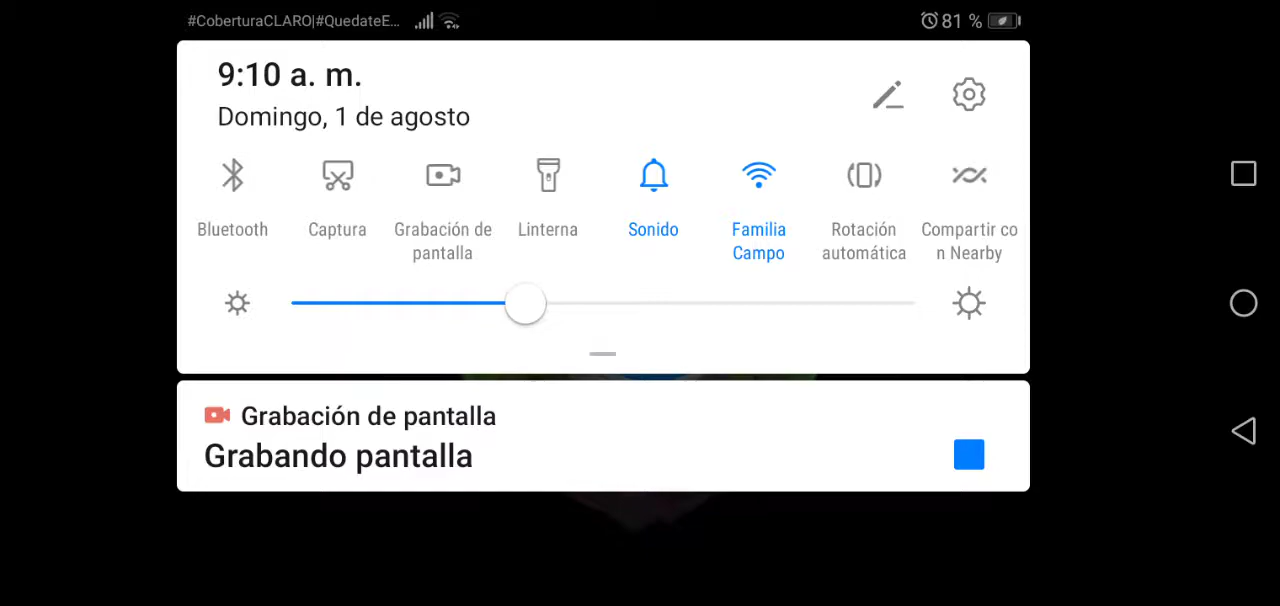 #CoberturaCLARO|#QuedateE...
81 %
9:10 a. m.
Domingo, 1 de agosto
Bluetooth
Captura
Grabación de
pantalla
Linterna
Sonido
Familia
Campo
Rotación
automática
Compartir co
n Nearby
Grabación de pantalla
Grabando pantalla